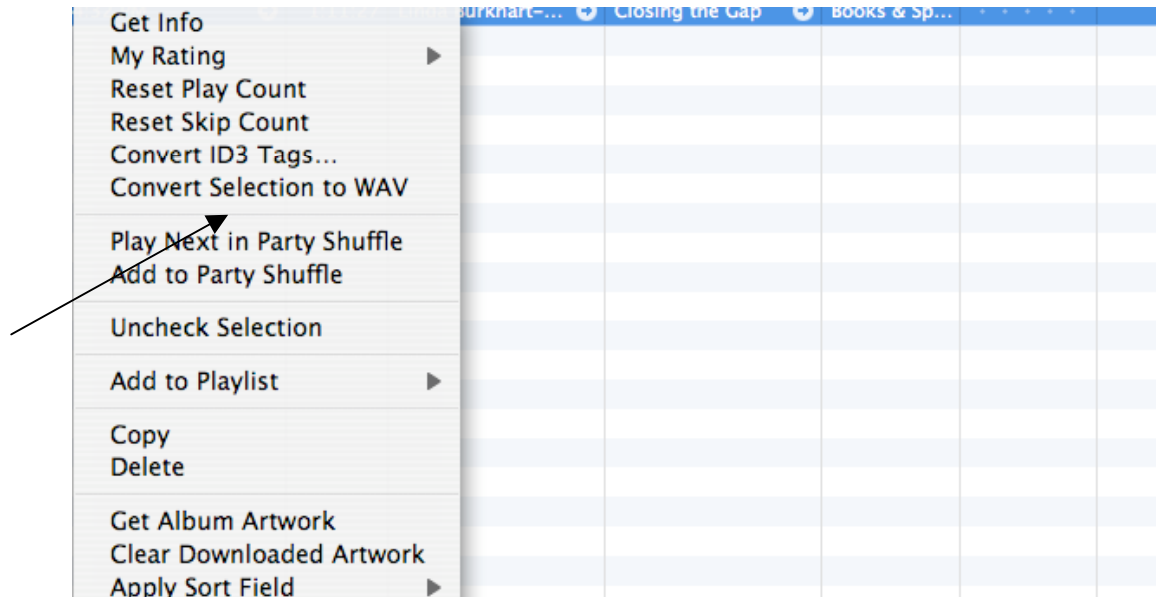 Burkhart-... Closing the Gap Books & Sp...
Get Info
My Rating
Reset Play Count
Reset Skip Count
Convert ID3 Tags...
Convert Selection to WAV
Play Next in Party Shuffle
Add to Party Shuffle
Uncheck Selection
Add to Playlist
Copy
Delete
Get Album Artwork
Clear Downloaded Artwork
Apply Sort Field